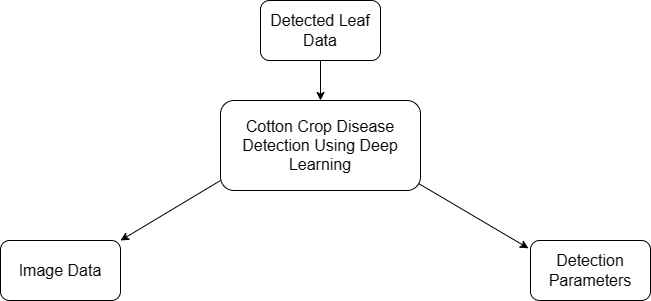 Detected Leaf
Data
Cotton Crop Disease
Detection Using Deep
Learning
Image Data
Detection
Parameters